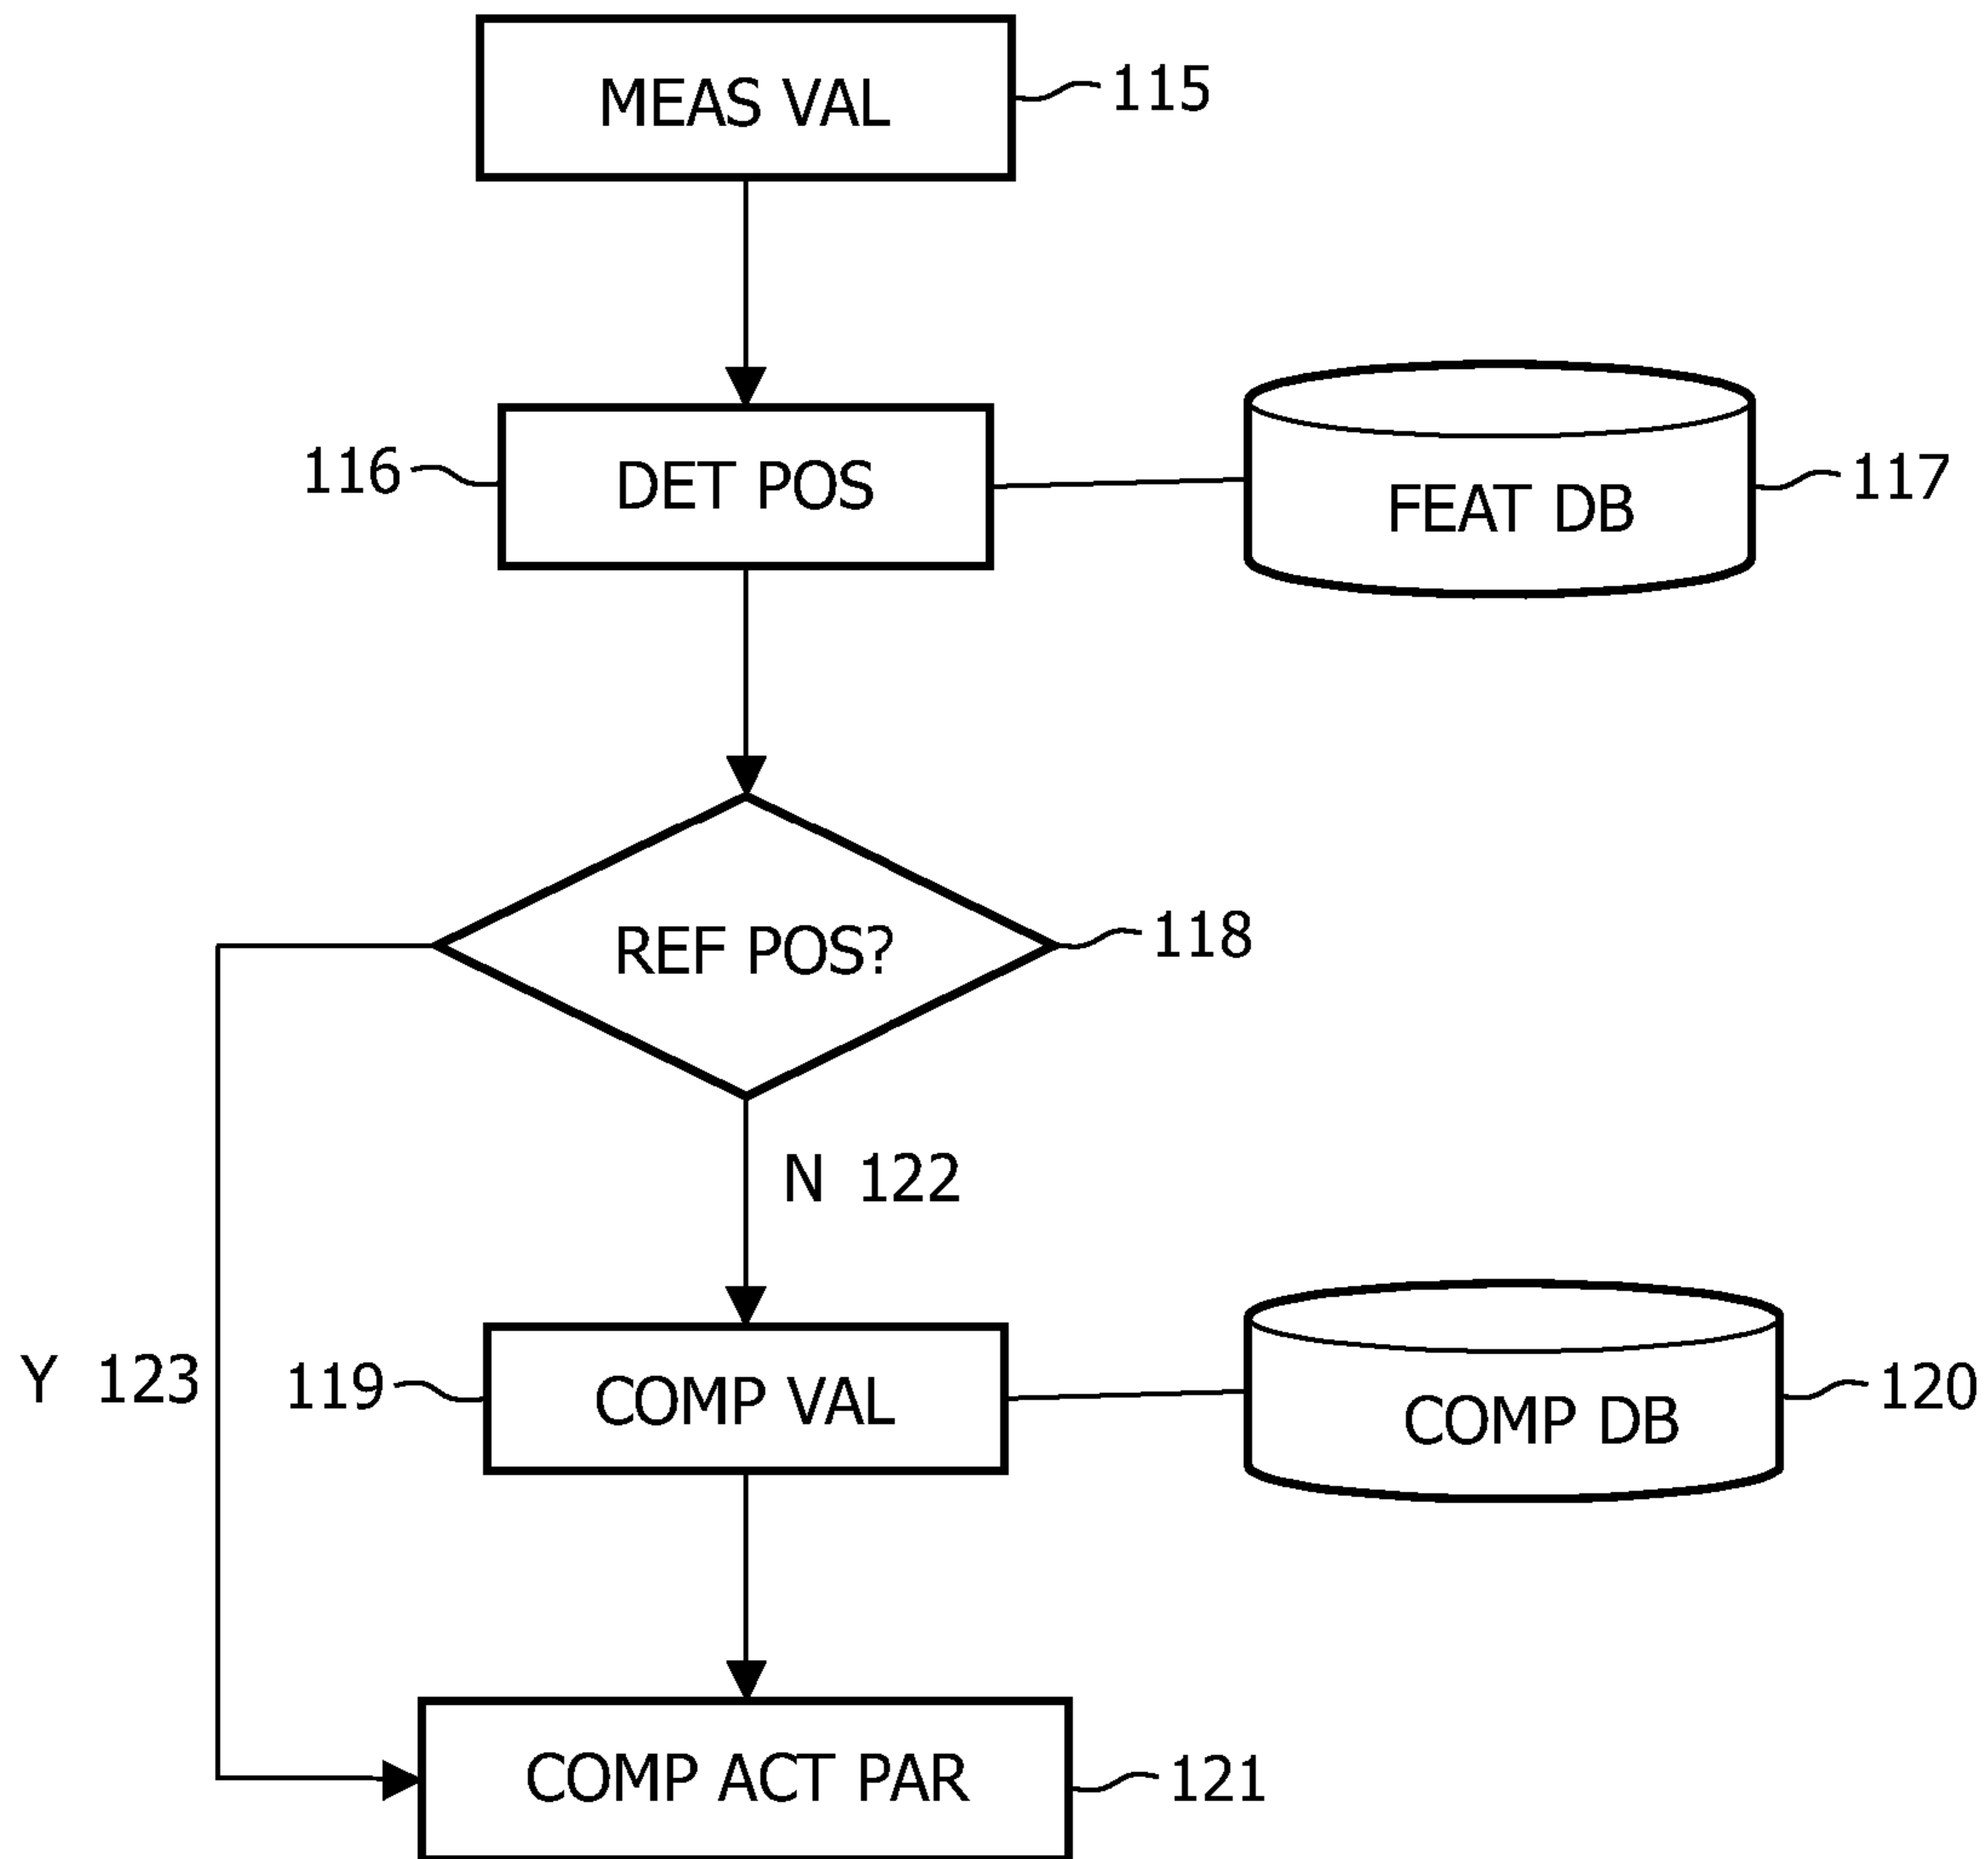 MEAS VAL
115
116
DET POS
FEAT DB
117
REF POS?
118
N 122
Y 123
119
COMP VAL
COMP DB
120
COMP ACT PAR
121